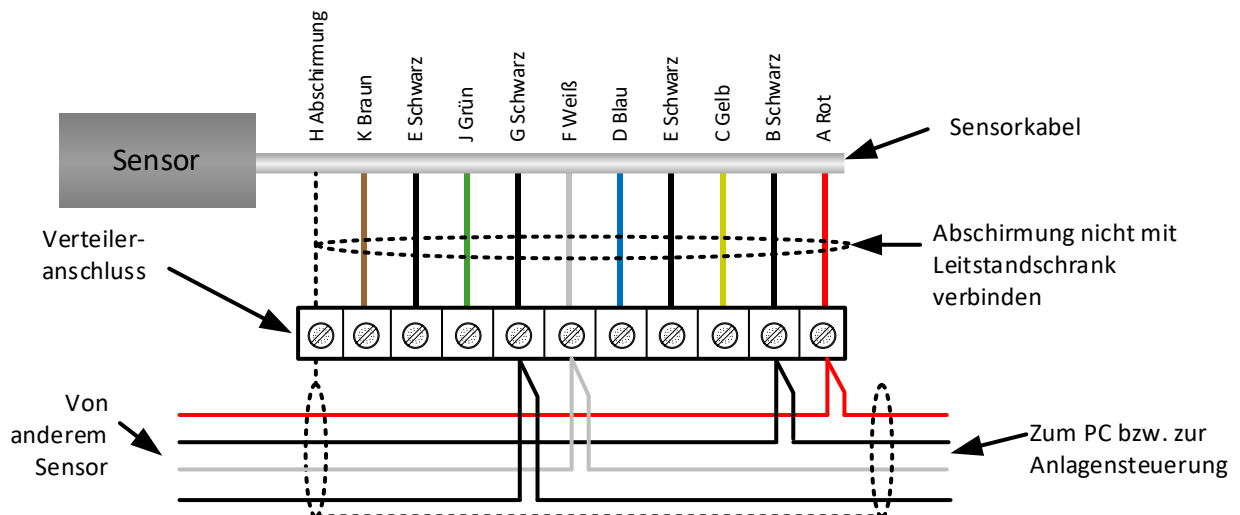 H Abschirmung
K Braun
E Schwarz
J Grün
G Schwarz
F Weiß
D Blau
E Schwarz
C Gelb
B Schwarz
A Rot
Sensor
Sensorkabel
Verteiler-
anschluss
Abschirmung nicht mit
Leitstandschrank
verbinden
Von
anderem
Sensor
Zum PC bzw. zur
Anlagensteuerung